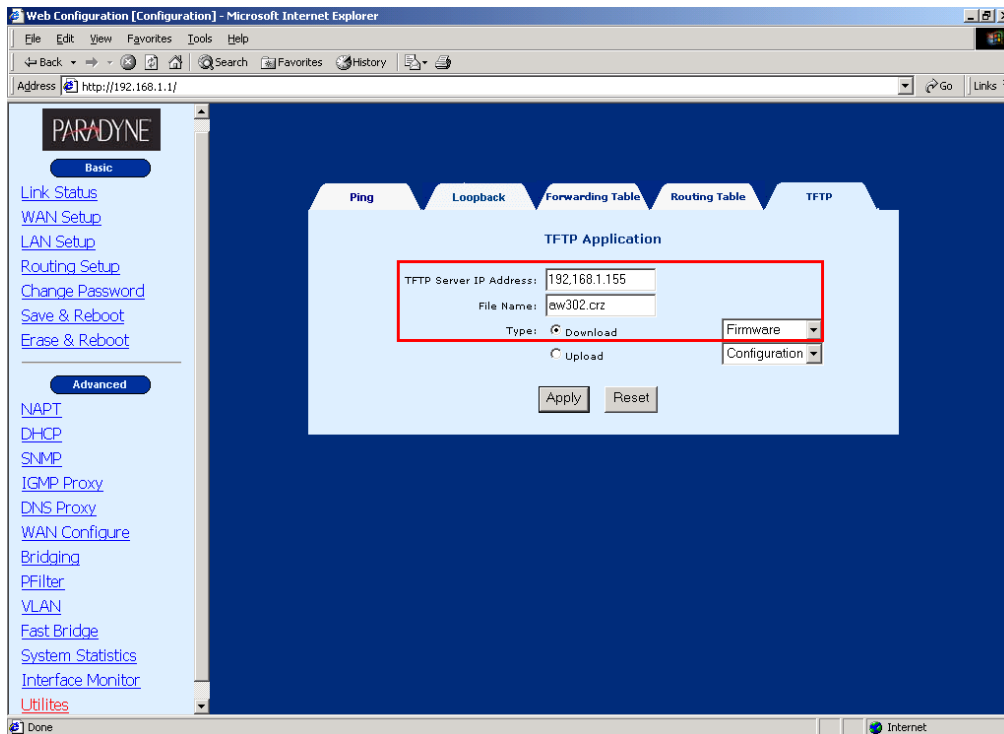 Web Configuration [Configuration] - Microsoft Internet Explorer
File Edit View Favorites Tools Help
Back Search Favorites History
Address http://192.168.1.1/ Go Links
PARADYNE
Basic
Link Status
WAN Setup
LAN Setup
Routing Setup
Change Password
Save & Reboot
Erase & Reboot
Advanced
NAPT
DHCP
SNMP
IGMP Proxy
DNS Proxy
WAN Configure
Bridging
PFilter
VLAN
Fast Bridge
System Statistics
Interface Monitor
Utilites
Ping Loopback Forwarding Table Routing Table TFTP
TFTP Application
TFTP Server IP Address: 192,168.1.155
File Name: aw302.crz
Type: Download Firmware
Upload Configuration
Apply Reset
Done Internet